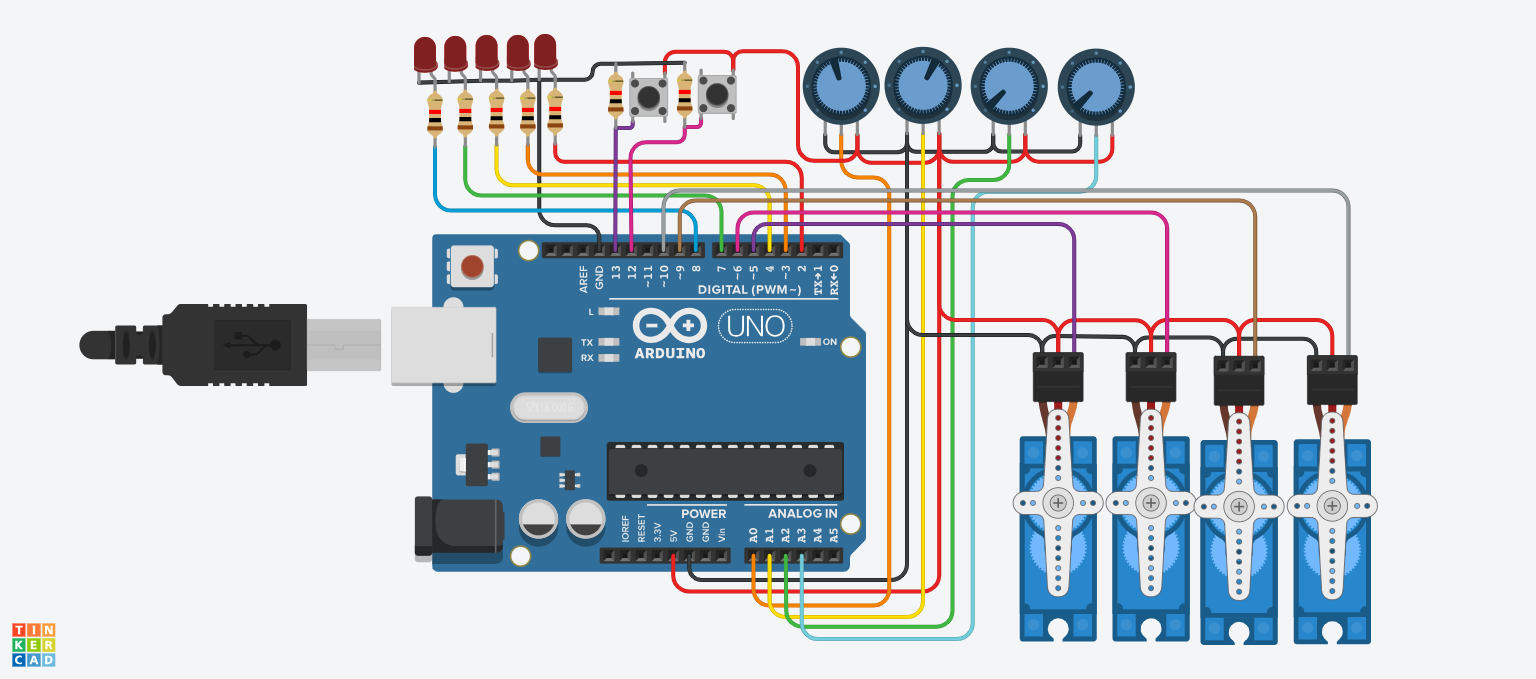 AREF
GND
13
12
~11
~10
~9
8
7
~6
~5
4
~3
2
TX→1
RX←0
DIGITAL (PWM~)
L
TX
RX
ARDUINO
UNO
ON
POWER
ANALOG IN
IOREF
RESET
3.3V
5V
GND
GND
Vin
A0
A1
A2
A3
A4
A5
TIN
KER
CAD